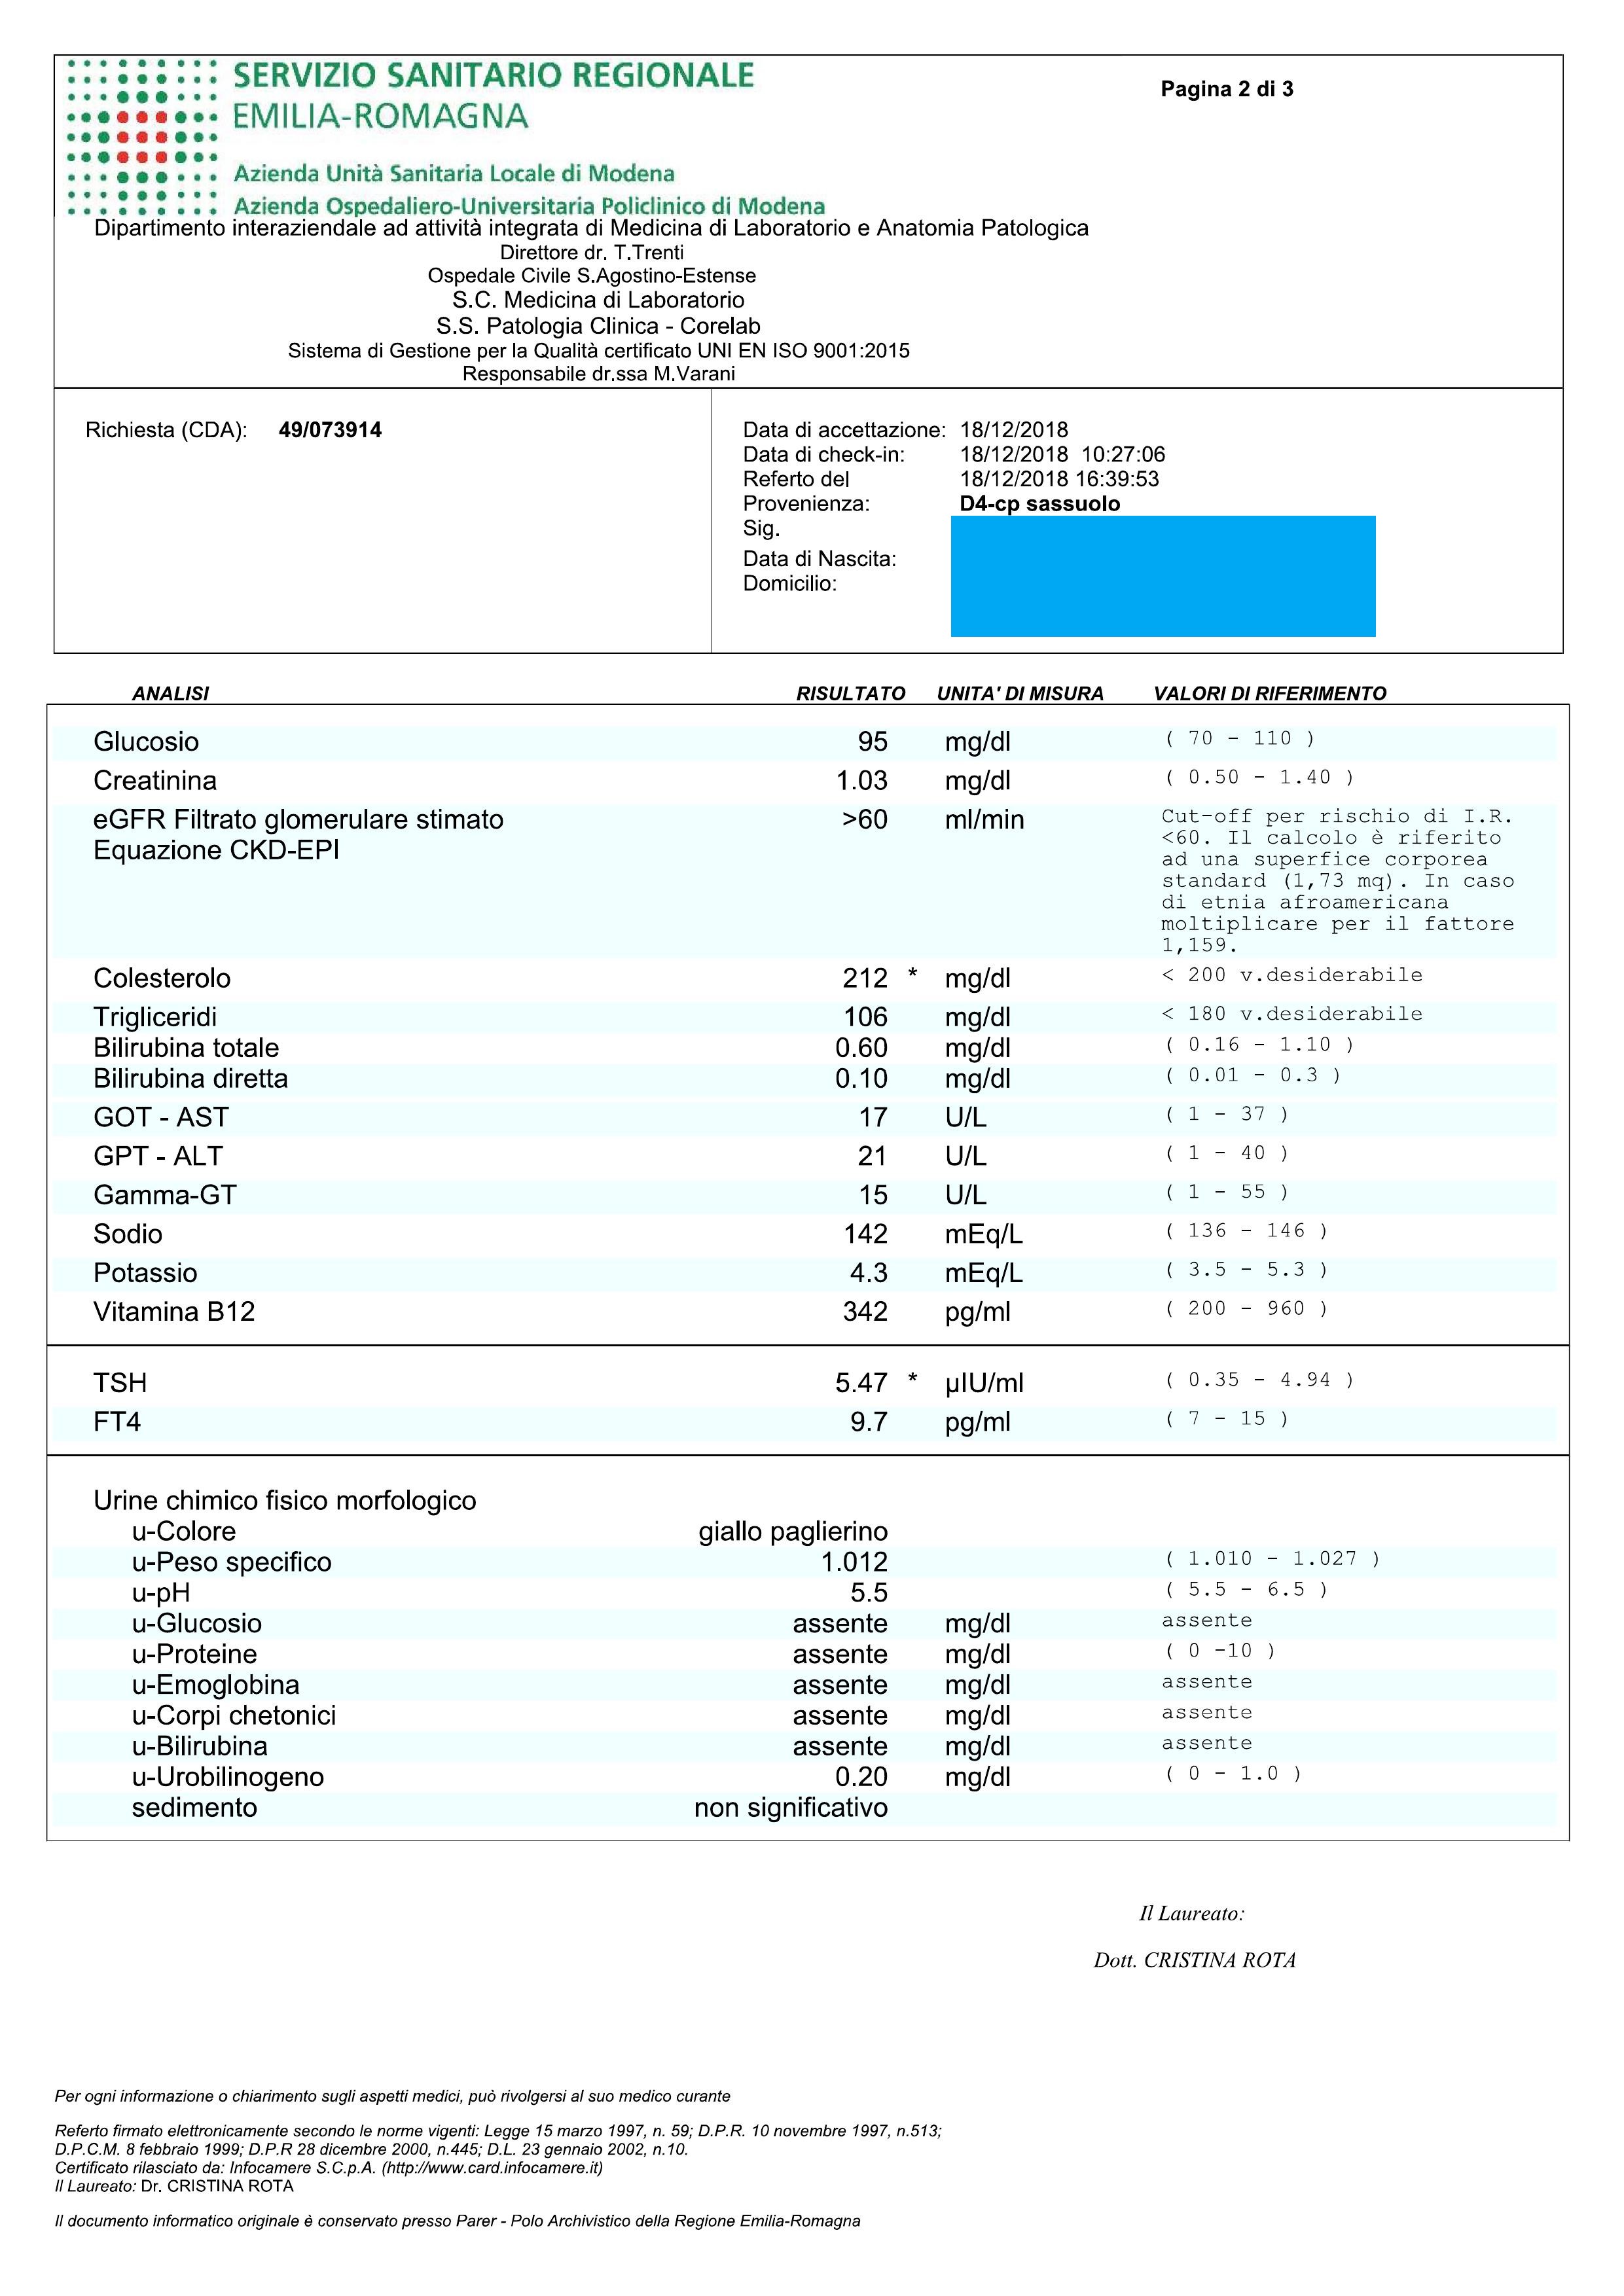 SERVIZIO SANITARIO REGIONALE
EMILIA-ROMAGNA
Pagina 2 di 3
Azienda Unità Sanitaria Locale di Modena
Azienda Ospedaliero-Universitaria Policlinico di Modena
Dipartimento interaziendale ad attività integrata di Medicina di Laboratorio e Anatomia Patologica
Direttore dr. T.Trenti
Ospedale Civile S.Agostino-Estense
S.C. Medicina di Laboratorio
S.S. Patologia Clinica - Corelab
Sistema di Gestione per la Qualità certificato UNI EN ISO 9001:2015
Responsabile dr.ssa M.Varani
Richiesta (CDA): 49/073914
Data di accettazione: 18/12/2018
Data di check-in: 18/12/2018 10:27:06
Referto del 18/12/2018 16:39:53
Provenienza: D4-cp sassuolo
Sig.
Data di Nascita:
Domicilio:
ANALISI RISULTATO UNITA' DI MISURA VALORI DI RIFERIMENTO
Glucosio 95 mg/dl ( 70 - 110 )
Creatinina 1.03 mg/dl ( 0.50 - 1.40 )
eGFR Filtrato glomerulare stimato >60 ml/min Cut-off per rischio di I.R.
Equazione CKD-EPI <60. Il calcolo è riferito
ad una superfice corporea
standard (1,73 mq). In caso
di etnia afroamericana
moltiplicare per il fattore
1,159.
Colesterolo 212 * mg/dl < 200 v.desiderabile
Trigliceridi 106 mg/dl < 180 v.desiderabile
Bilirubina totale 0.60 mg/dl ( 0.16 - 1.10 )
Bilirubina diretta 0.10 mg/dl ( 0.01 - 0.3 )
GOT - AST 17 U/L ( 1 - 37 )
GPT - ALT 21 U/L ( 1 - 40 )
Gamma-GT 15 U/L ( 1 - 55 )
Sodio 142 mEq/L ( 136 - 146 )
Potassio 4.3 mEq/L ( 3.5 - 5.3 )
Vitamina B12 342 pg/ml ( 200 - 960 )
TSH 5.47 * µIU/ml ( 0.35 - 4.94 )
FT4 9.7 pg/ml ( 7 - 15 )
Urine chimico fisico morfologico
u-Colore giallo paglierino
u-Peso specifico 1.012 ( 1.010 - 1.027 )
u-pH 5.5 ( 5.5 - 6.5 )
u-Glucosio assente mg/dl assente
u-Proteine assente mg/dl ( 0 -10 )
u-Emoglobina assente mg/dl assente
u-Corpi chetonici assente mg/dl assente
u-Bilirubina assente mg/dl assente
u-Urobilinogeno 0.20 mg/dl ( 0 - 1.0 )
sedimento non significativo
Il Laureato:
Dott. CRISTINA ROTA
Per ogni informazione o chiarimento sugli aspetti medici, può rivolgersi al suo medico curante
Referto firmato elettronicamente secondo le norme vigenti: Legge 15 marzo 1997, n. 59; D.P.R. 10 novembre 1997, n.513;
D.P.C.M. 8 febbraio 1999; D.P.R 28 dicembre 2000, n.445; D.L. 23 gennaio 2002, n.10.
Certificato rilasciato da: Infocamere S.C.p.A. (http://www.card.infocamere.it)
Il Laureato: Dr. CRISTINA ROTA
Il documento informatico originale è conservato presso Parer - Polo Archivistico della Regione Emilia-Romagna